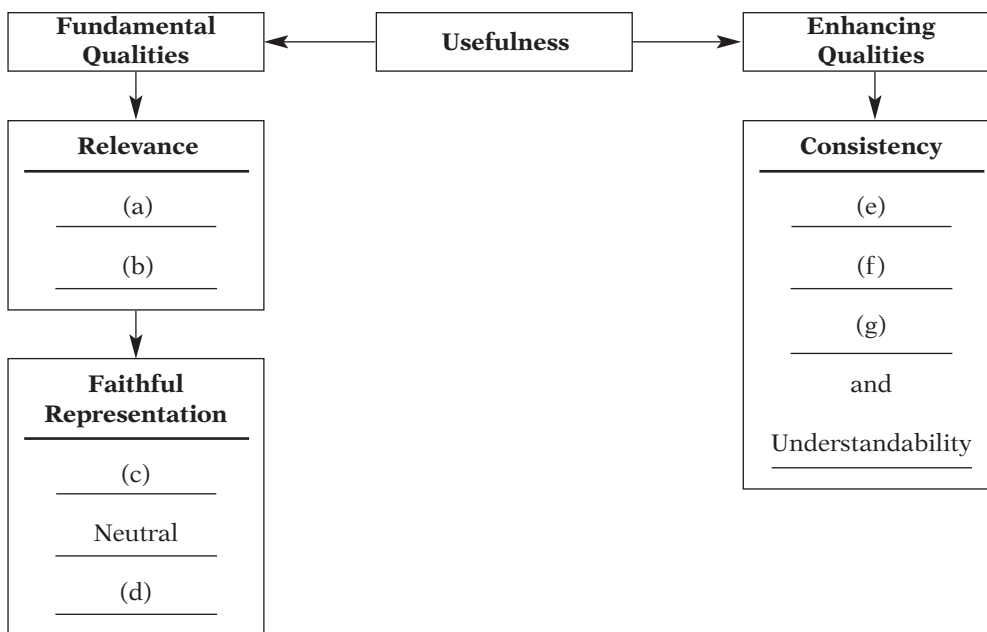 Fundamental
Qualities
Usefulness
Enhancing
Qualities
Relevance
(a)
(b)
Faithful
Representation
(c)
Neutral
(d)
Consistency
(e)
(f)
(g)
and
Understandability